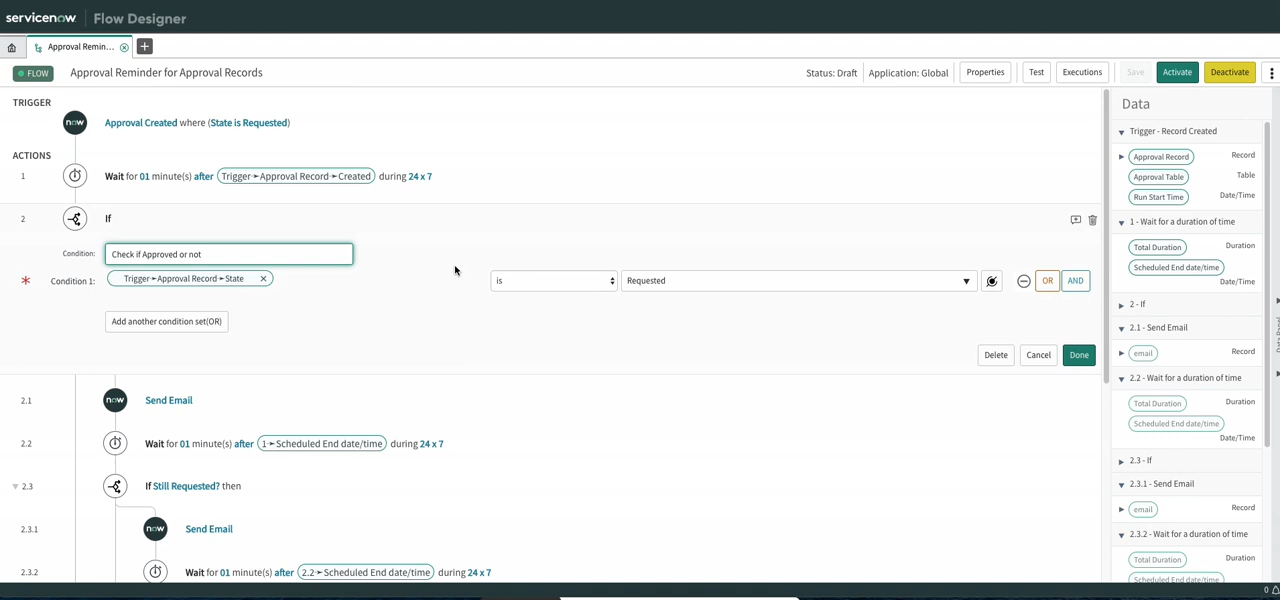 servicenow Flow Designer
Approval Remin...
FLOW Approval Reminder for Approval Records Status: Draft Application: Global Properties Test Executions Save Activate Deactivate
TRIGGER
now Approval Created where (State is Requested)
ACTIONS
1 Wait for 01 minute(s) after Trigger➛Approval Record➛Created during 24 x 7
2 If
Condition: Check if Approved or not
* Condition 1: Trigger➛Approval Record➛State is Requested OR AND
Add another condition set(OR)
Delete Cancel Done
2.1 now Send Email
2.2 Wait for 01 minute(s) after 1➛Scheduled End date/time during 24 x 7
2.3 If Still Requested? then
2.3.1 now Send Email
2.3.2 Wait for 01 minute(s) after 2.2➛Scheduled End date/time during 24 x 7
Data
Trigger - Record Created
Approval Record Record
Approval Table Table
Run Start Time Date/Time
1 - Wait for a duration of time
Total Duration Duration
Scheduled End date/time
Date/Time
2 - If
2.1 - Send Email
email Record
2.2 - Wait for a duration of time
Total Duration Duration
Scheduled End date/time
Date/Time
2.3 - If
2.3.1 - Send Email
email Record
2.3.2 - Wait for a duration of time
Total Duration Duration
Scheduled End date/time
Data Panel
0